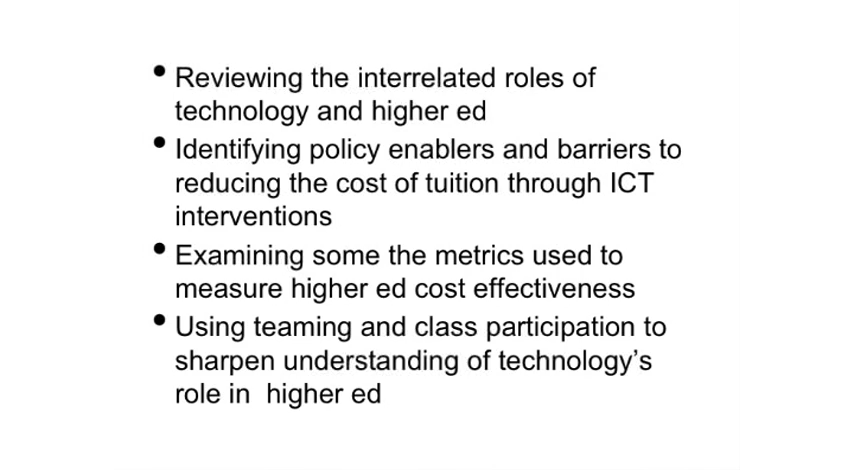 • Reviewing the interrelated roles of
technology and higher ed
• Identifying policy enablers and barriers to
reducing the cost of tuition through ICT
interventions
• Examining some the metrics used to
measure higher ed cost effectiveness
• Using teaming and class participation to
sharpen understanding of technology’s
role in  higher ed